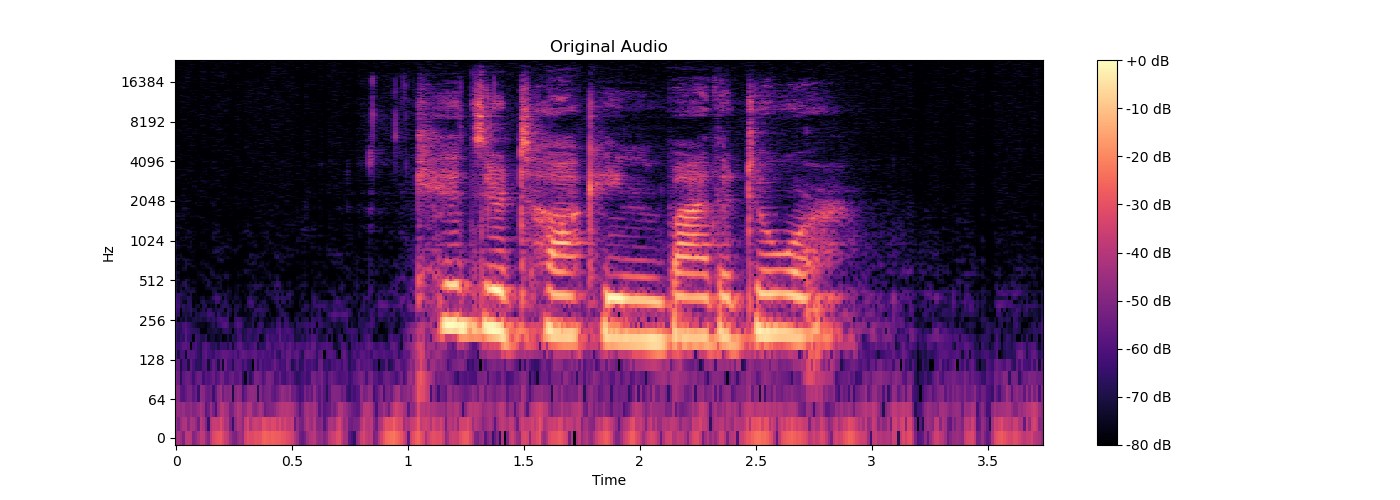 Original Audio
16384
8192
4096
2048
1024
512
256
128
64
0
Hz
0 0.5 1 1.5 2 2.5 3 3.5
Time
+0 dB
-10 dB
-20 dB
-30 dB
-40 dB
-50 dB
-60 dB
-70 dB
-80 dB